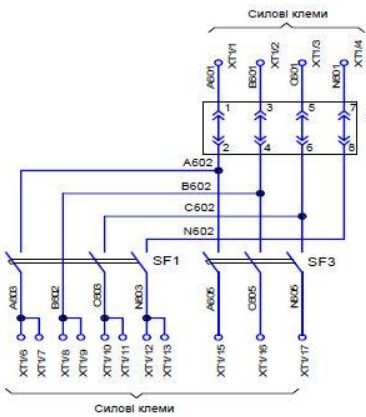 Силові клеми
XT1/1
XT1/2
XT1/3
XT1/4
A601
B601
C601
N601
1
3
5
7
2
4
6
8
A602
B602
C602
N602
SF1
SF3
A603
B602
C603
N603
A605
C605
N605
XT1/6
XT1/7
XT1/8
XT1/9
XT1/10
XT1/11
XT1/12
XT1/13
XT1/15
XT1/16
XT1/17
Силові клеми